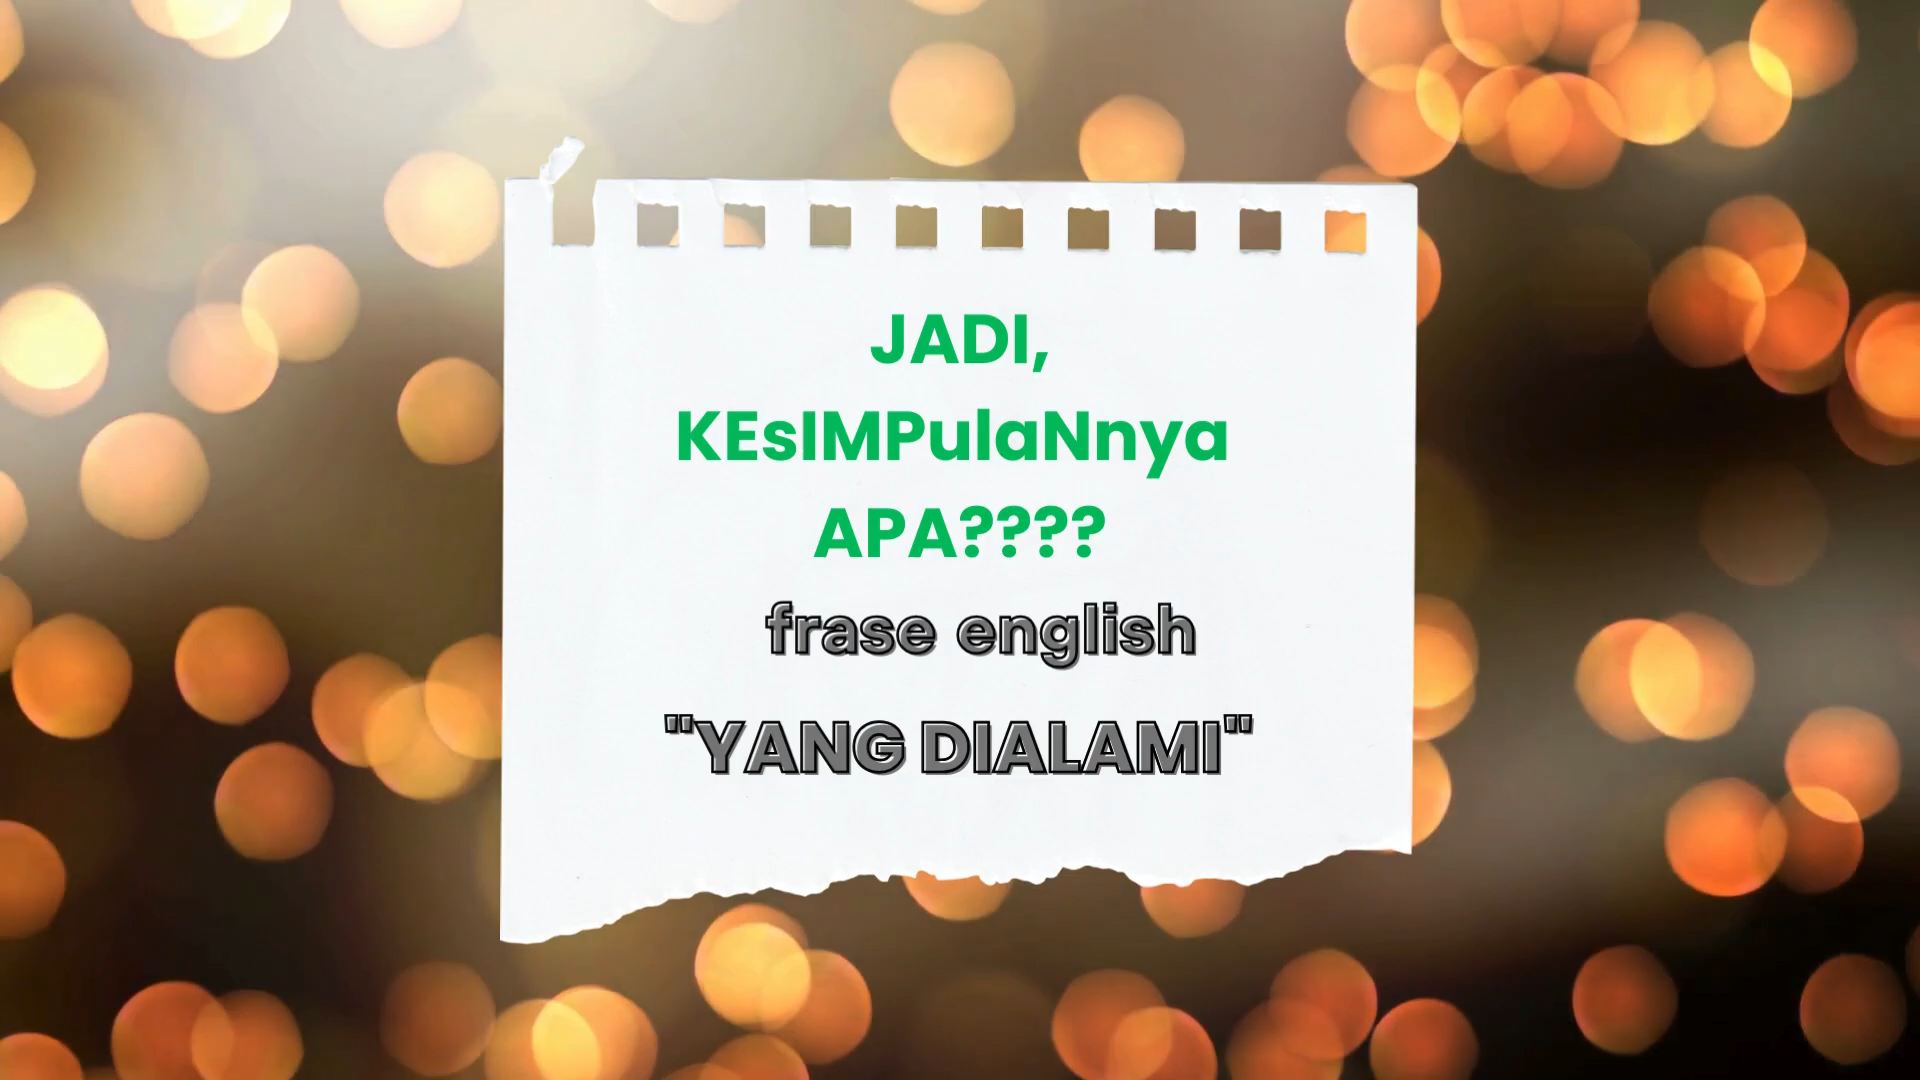 JADI,
KEsIMPulaNnya
APA????
frase english
"YANG DIALAMI"